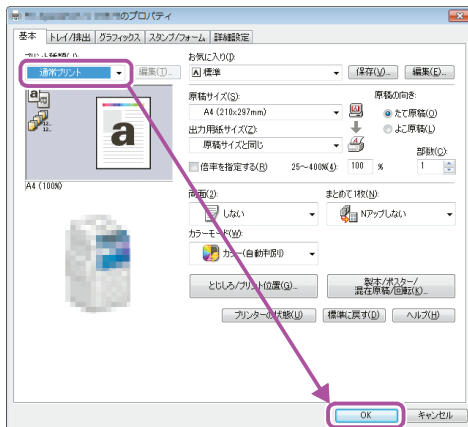 のプロパティ
基本 トレイ/排出 グラフィックス スタンプ/フォーム 詳細設定
通常プリント
編集(T)...
a
12...
12...
a
A4 (100%)
お気に入り(I):
A 標準
保存(V)...
編集(E)...
原稿サイズ(S):
A4 (210x297mm)
出力用紙サイズ(Z):
原稿サイズと同じ
原稿の向き:
たて原稿(O)
よこ原稿(L)
倍率を指定する(R)
25～400%(4):
100 %
部数(C):
1
両面(2):
しない
まとめて1枚(N):
Nアップしない
カラーモード(W):
カラー(自動判別)
とじしろ/プリント位置(G)...
製本/ポスター/
混在原稿/回転(K)...
プリンターの状態(U)
標準に戻す(D)
ヘルプ(H)
OK
キャンセル